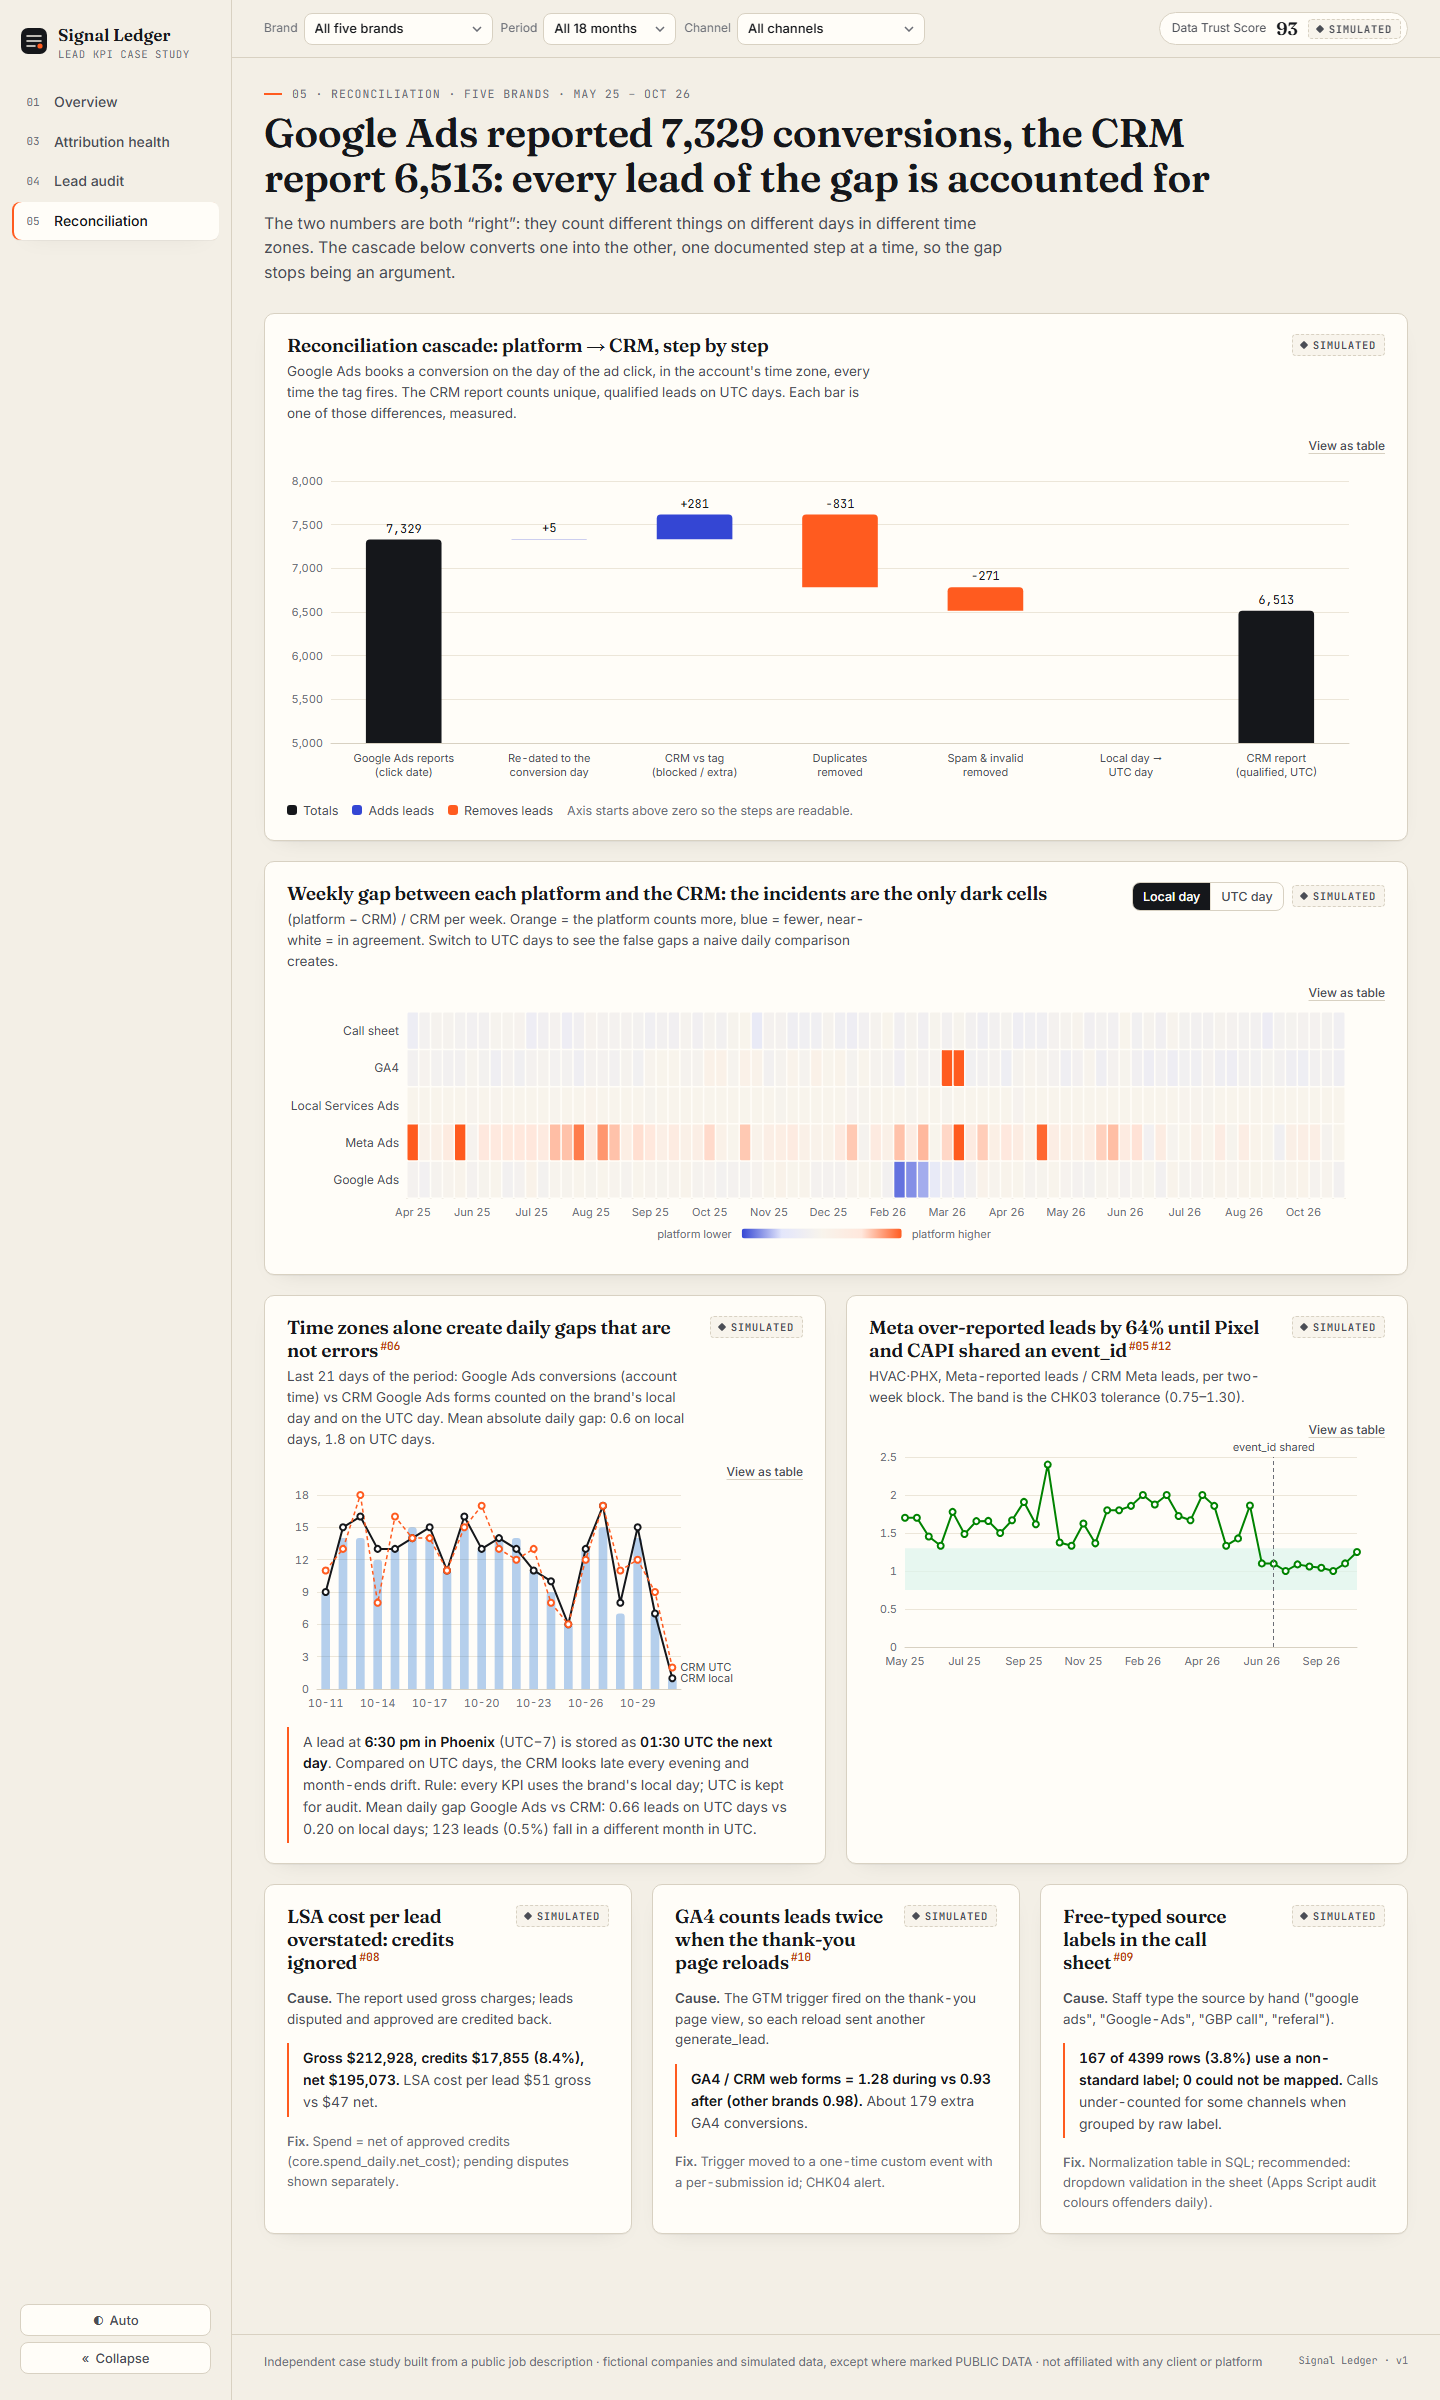 Signal Ledger
LEAD KPI CASE STUDY
01 Overview
03 Attribution health
04 Lead audit
05 Reconciliation
Brand All five brands Period All 18 months Channel All channels
Data Trust Score 93 ◆ SIMULATED
05 · RECONCILIATION · FIVE BRANDS · MAY 25 – OCT 26
Google Ads reported 7,329 conversions, the CRM
report 6,513: every lead of the gap is accounted for
The two numbers are both “right”: they count different things on different days in different time
zones. The cascade below converts one into the other, one documented step at a time, so the gap
stops being an argument.
Reconciliation cascade: platform → CRM, step by step
◆ SIMULATED
Google Ads books a conversion on the day of the ad click, in the account's time zone, every
time the tag fires. The CRM report counts unique, qualified leads on UTC days. Each bar is
one of those differences, measured.
View as table
8,000
7,500
7,000
6,500
6,000
5,500
5,000
7,329
+5
+281
-831
-271
6,513
Google Ads reports
(click date)
Re-dated to the
conversion day
CRM vs tag
(blocked / extra)
Duplicates
removed
Spam & invalid
removed
Local day →
UTC day
CRM report
(qualified, UTC)
Totals Adds leads Removes leads Axis starts above zero so the steps are readable.
Weekly gap between each platform and the CRM: the incidents are the only dark cells
Local day UTC day ◆ SIMULATED
(platform − CRM) / CRM per week. Orange = the platform counts more, blue = fewer, near-
white = in agreement. Switch to UTC days to see the false gaps a naive daily comparison
creates.
View as table
Call sheet
GA4
Local Services Ads
Meta Ads
Google Ads
Apr 25 Jun 25 Jul 25 Aug 25 Sep 25 Oct 25 Nov 25 Dec 25 Feb 26 Mar 26 Apr 26 May 26 Jun 26 Jul 26 Aug 26 Oct 26
platform lower platform higher
Time zones alone create daily gaps that are
not errors #06
◆ SIMULATED
Last 21 days of the period: Google Ads conversions (account
time) vs CRM Google Ads forms counted on the brand's local
day and on the UTC day. Mean absolute daily gap: 0.6 on local
days, 1.8 on UTC days.
View as table
18
15
12
9
6
3
0
CRM UTC
CRM local
10-11 10-14 10-17 10-20 10-23 10-26 10-29
A lead at 6:30 pm in Phoenix (UTC−7) is stored as 01:30 UTC the next
day. Compared on UTC days, the CRM looks late every evening and
month-ends drift. Rule: every KPI uses the brand's local day; UTC is kept
for audit. Mean daily gap Google Ads vs CRM: 0.66 leads on UTC days vs
0.20 on local days; 123 leads (0.5%) fall in a different month in UTC.
Meta over-reported leads by 64% until Pixel
and CAPI shared an event_id #05 #12
◆ SIMULATED
HVAC·PHX, Meta-reported leads / CRM Meta leads, per two-
week block. The band is the CHK03 tolerance (0.75–1.30).
View as table
event_id shared
2.5
2
1.5
1
0.5
0
May 25 Jul 25 Sep 25 Nov 25 Feb 26 Apr 26 Jun 26 Sep 26
LSA cost per lead
overstated: credits
ignored #08
◆ SIMULATED
Cause. The report used gross charges; leads
disputed and approved are credited back.
Gross $212,928, credits $17,855 (8.4%),
net $195,073. LSA cost per lead $51 gross
vs $47 net.
Fix. Spend = net of approved credits
(core.spend_daily.net_cost); pending disputes
shown separately.
GA4 counts leads twice
when the thank-you
page reloads #10
◆ SIMULATED
Cause. The GTM trigger fired on the thank-you
page view, so each reload sent another
generate_lead.
GA4 / CRM web forms = 1.28 during vs 0.93
after (other brands 0.98). About 179 extra
GA4 conversions.
Fix. Trigger moved to a one-time custom event with
a per-submission id; CHK04 alert.
Free-typed source
labels in the call
sheet #09
◆ SIMULATED
Cause. Staff type the source by hand ("google
ads", "Google-Ads", "GBP call", "referal").
167 of 4399 rows (3.8%) use a non-
standard label; 0 could not be mapped. Calls
under-counted for some channels when
grouped by raw label.
Fix. Normalization table in SQL; recommended:
dropdown validation in the sheet (Apps Script audit
colours offenders daily).
◐ Auto
« Collapse
Independent case study built from a public job description · fictional companies and simulated data, except where marked PUBLIC DATA · not affiliated with any client or platform
Signal Ledger · v1